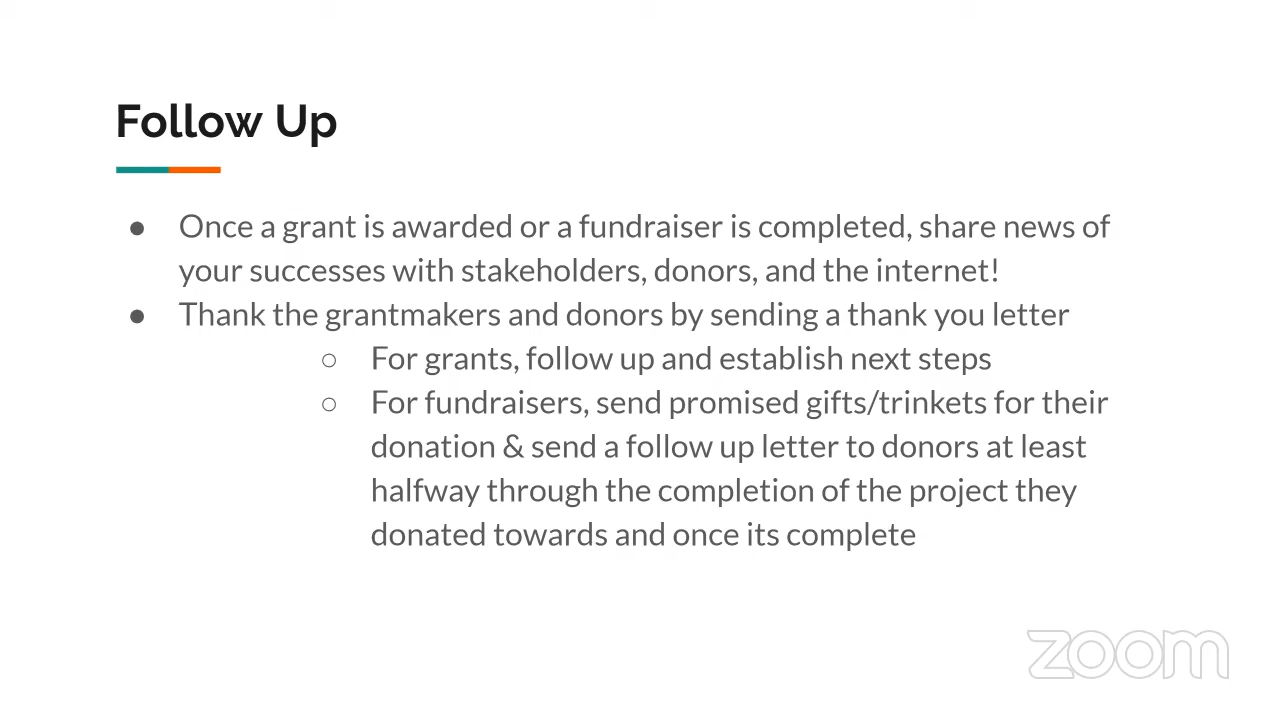 Follow Up
● Once a grant is awarded or a fundraiser is completed, share news of
your successes with stakeholders, donors, and the internet!
● Thank the grantmakers and donors by sending a thank you letter
○ For grants, follow up and establish next steps
○ For fundraisers, send promised gifts/trinkets for their
donation & send a follow up letter to donors at least
halfway through the completion of the project they
donated towards and once its complete
zoom